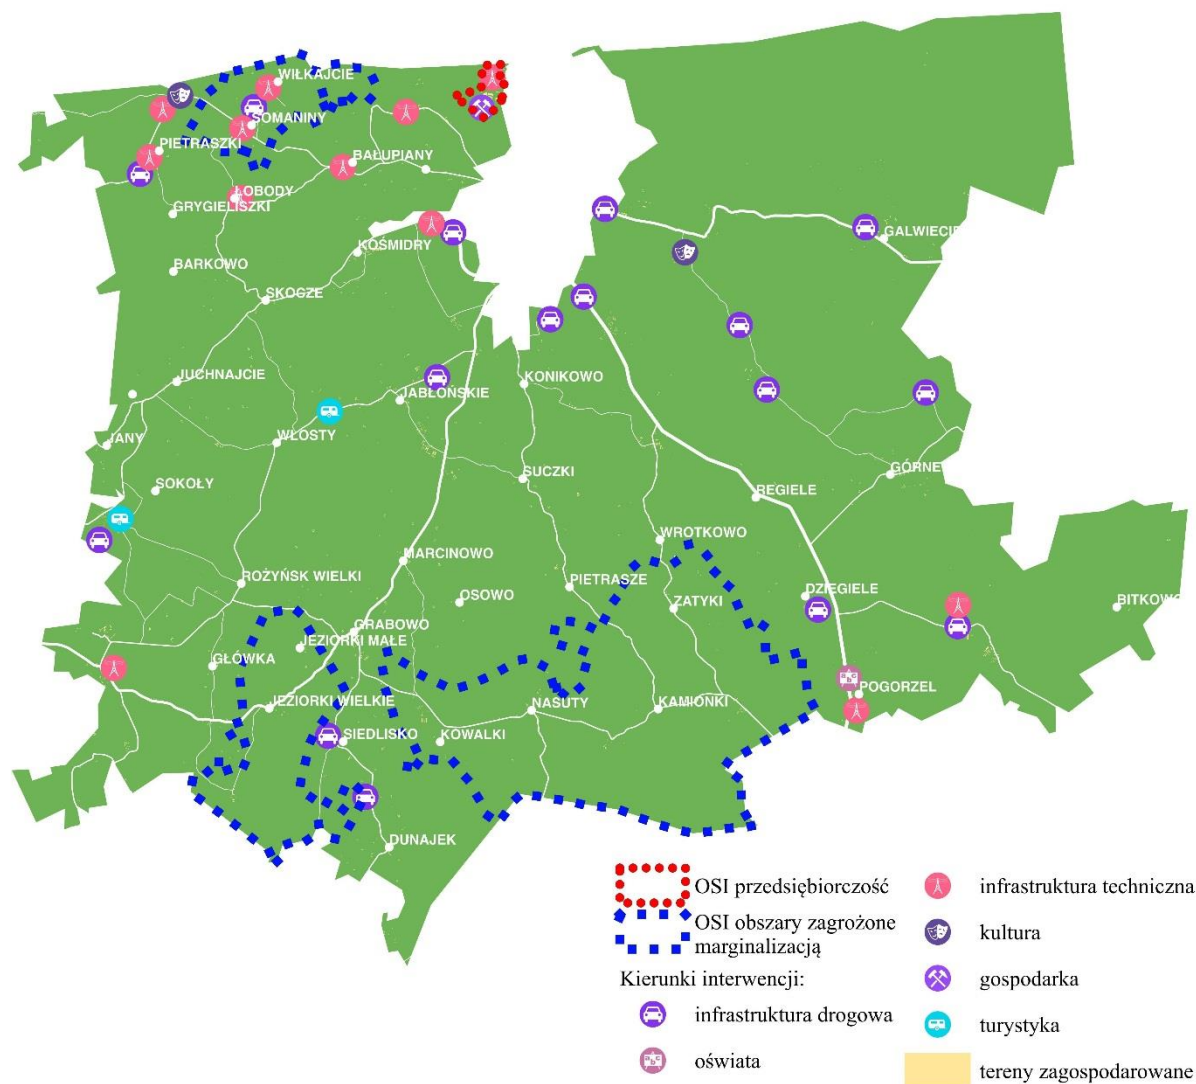 WIŁKAJCIE
SOMANINY
PIETRASZKI
BAŁUPIANY
ŁOBODY
GRYGIELISZKI
GALWIECIE
KOŚMIDRY
BARKOWO
SKOCZE
JUCHNAJCIE
KONIKOWO
JABŁOŃSKIE
JANY
WŁOSTY
SOKOŁY
SUCZKI
GÓRNE
REGIELE
WROTKOWO
MARCINOWO
ROŻYŃSK WIELKI
PIETRASZE
DZIĘGIELE
OSOWO
ZATYKI
BITKOWO
GRABOWO
JEZIORKI MAŁE
GŁÓWKA
POGORZEL
JEZIORKI WIELKIE
NASUTY
KAMIONKI
SIEDLISKO
KOWALKI
DUNAJEK
OSI przedsiębiorczość
OSI obszary zagrożone
marginalizacją
Kierunki interwencji:
infrastruktura drogowa
oświata
infrastruktura techniczna
kultura
gospodarka
turystyka
tereny zagospodarowane